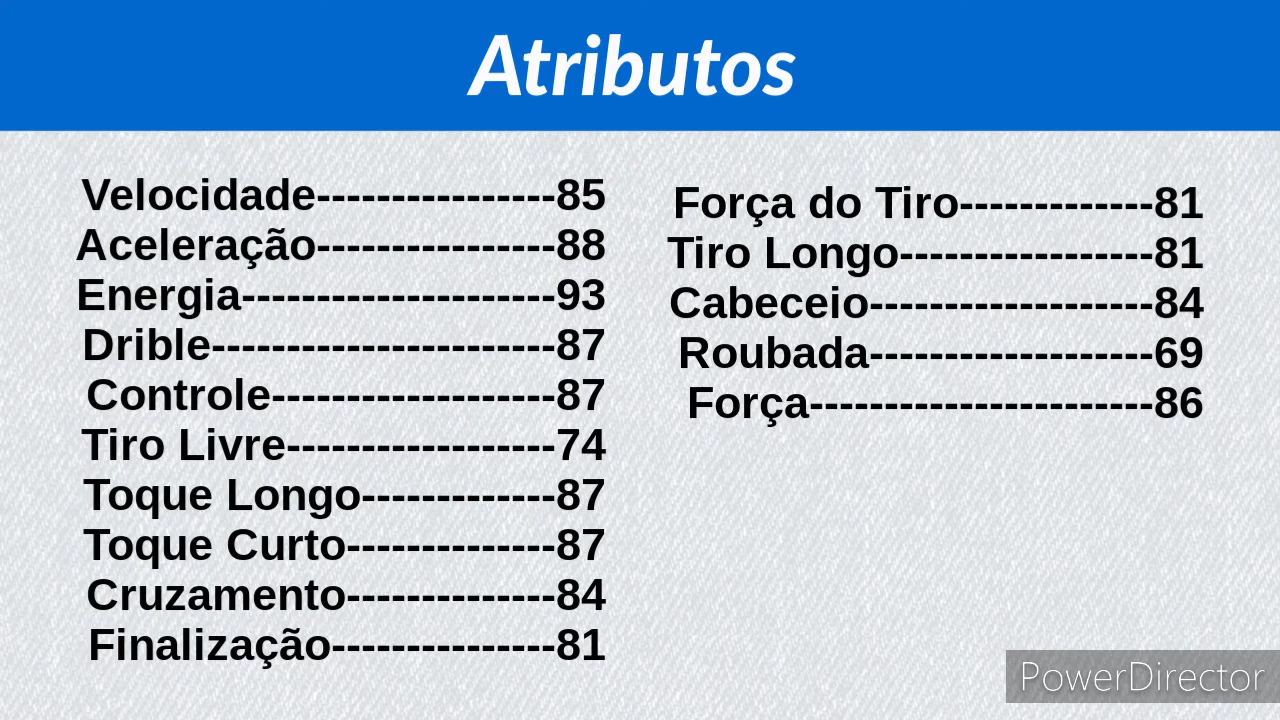 Atributos
Velocidade----------------85
Aceleração----------------88
Energia---------------------93
Drible-----------------------87
Controle-------------------87
Tiro Livre------------------74
Toque Longo-------------87
Toque Curto--------------87
Cruzamento--------------84
Finalização---------------81
Força do Tiro-------------81
Tiro Longo-----------------81
Cabeceio-------------------84
Roubada-------------------69
Força-----------------------86
PowerDirector